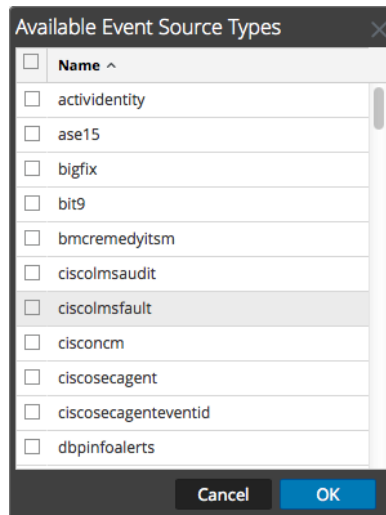 Available Event Source Types
Name
actividentity
ase15
bigfix
bit9
bmcremedyitsm
ciscolmsaudit
ciscolmsfault
cisconcm
ciscosecagent
ciscosecagenteventid
dbpinfoalerts
Cancel OK